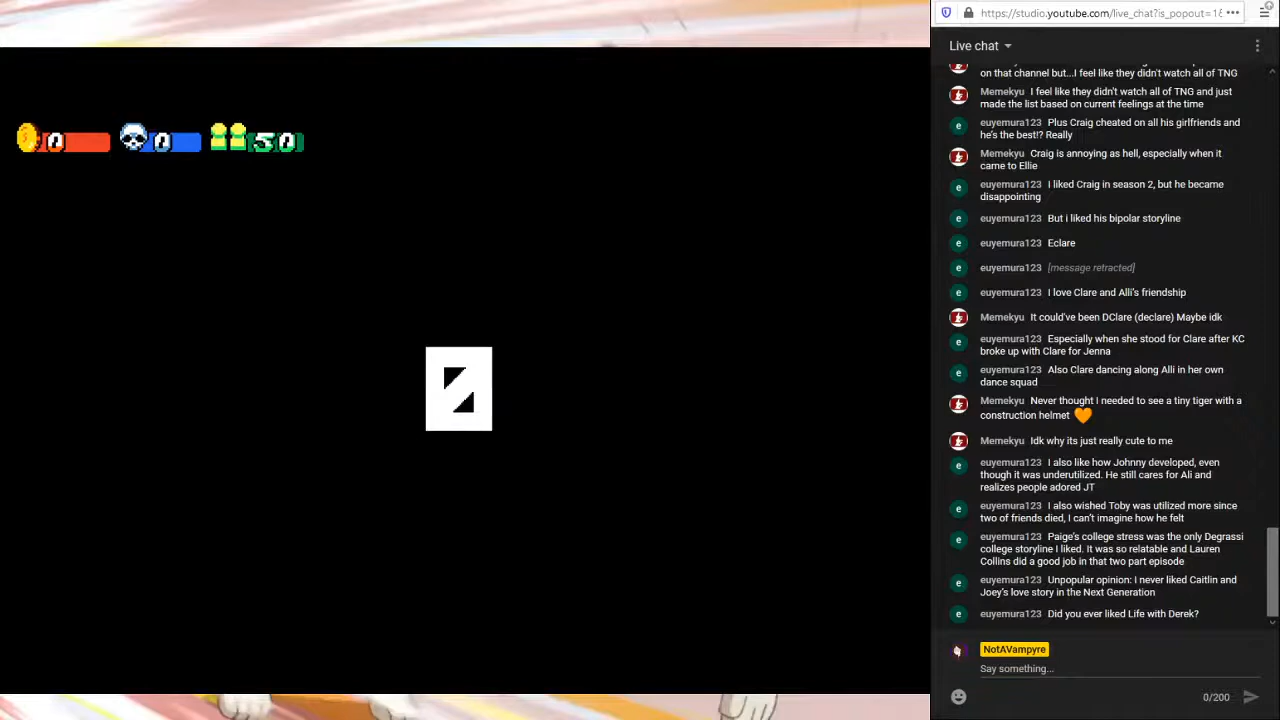 https://studio.youtube.com/live_chat?is_popout=1&
Live chat
0
0
50
on that channel but...I feel like they didn't watch all of TNG
Memekyu I feel like they didn't watch all of TNG and just
made the list based on current feelings at the time
euyemura123 Plus Craig cheated on all his girlfriends and
he's the best!? Really
Memekyu Craig is annoying as hell, especially when it
came to Ellie
euyemura123 I liked Craig in season 2, but he became
disappointing
euyemura123 But i liked his bipolar storyline
euyemura123 Eclare
euyemura123 [message retracted]
euyemura123 I love Clare and Alli's friendship
Memekyu It could've been DClare (declare) Maybe idk
euyemura123 Especially when she stood for Clare after KC
broke up with Clare for Jenna
euyemura123 Also Clare dancing along Alli in her own
dance squad
Memekyu Never thought I needed to see a tiny tiger with a
construction helmet 🧡
Memekyu Idk why its just really cute to me
euyemura123 I also like how Johnny developed, even
though it was underutilized. He still cares for Ali and
realizes people adored JT
euyemura123 I also wished Toby was utilized more since
two of friends died, I can't imagine how he felt
euyemura123 Paige's college stress was the only Degrassi
college storyline I liked. It was so relatable and Lauren
Collins did a good job in that two part episode
euyemura123 Unpopular opinion: I never liked Caitlin and
Joey's love story in the Next Generation
euyemura123 Did you ever liked Life with Derek?
NotAVampyre
Say something...
0/200